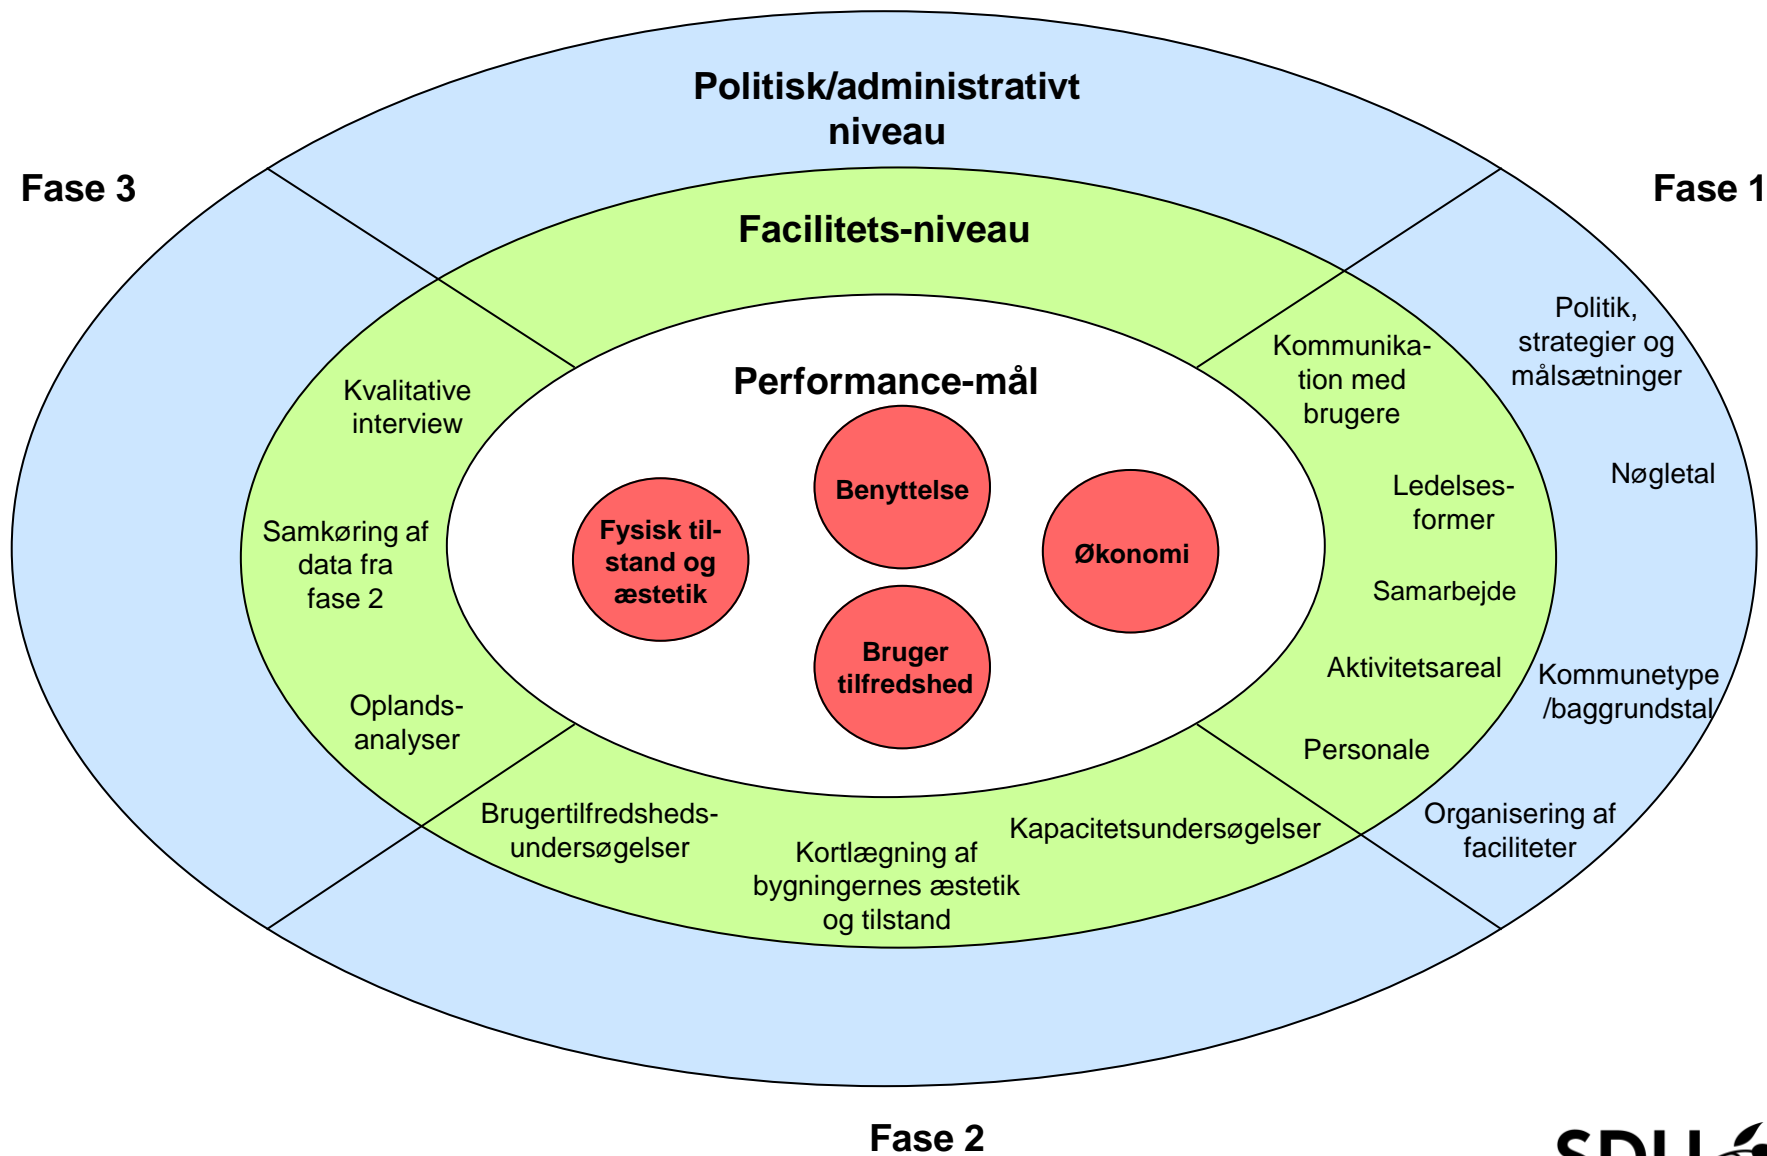 Politisk/administrativt
niveau
Fase 3
Fase 1
Facilitets-niveau
Politik,
strategier og
målsætninger
Kommunika-
tion med
brugere
Performance-mål
Kvalitative
interview
Nøgletal
Benyttelse
Ledelses-
former
Fysisk til-
stand og
æstetik
Økonomi
Samkøring af
data fra
fase 2
Samarbejde
Bruger
tilfredshed
Aktivitetsareal
Kommunetype
/baggrundstal
Oplands-
analyser
Personale
Brugertilfredsheds-
undersøgelser
Kapacitetsundersøgelser
Organisering af
faciliteter
Kortlægning af
bygningernes æstetik
og tilstand
Fase 2
SDU